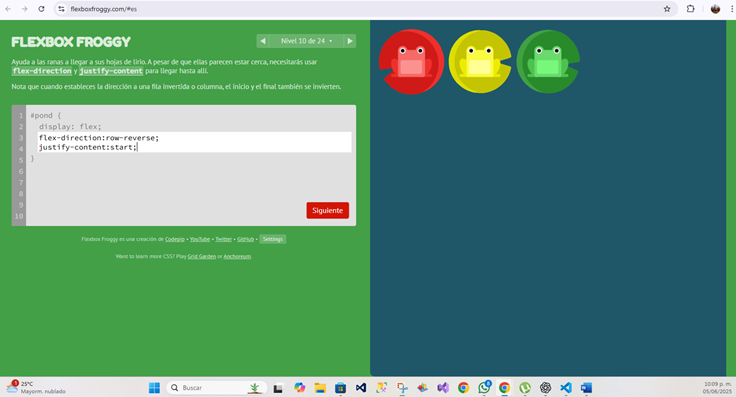 flexboxfroggy.com/#es
FLEXBOX FROGGY
Nivel 10 de 24
Ayuda a las ranas a llegar a sus hojas de lirio. A pesar de que ellas parecen estar cerca, necesitarás usar
flex-direction y justify-content para llegar hasta allí.
Nota que cuando estableces la dirección a una fila invertida o columna, el inicio y el final también se invierten.
1 #pond {
2 display: flex;
3 flex-direction:row-reverse;
4 justify-content:start;
5 }
6
7
8
9
10
Siguiente
Flexbox Froggy es una creación de Codepip • YouTube • Twitter • GitHub • Settings
Want to learn more CSS? Play Grid Garden or Anchoreum.
25°C
Mayorm. nublado
Buscar
10:09 p. m.
05/06/2025